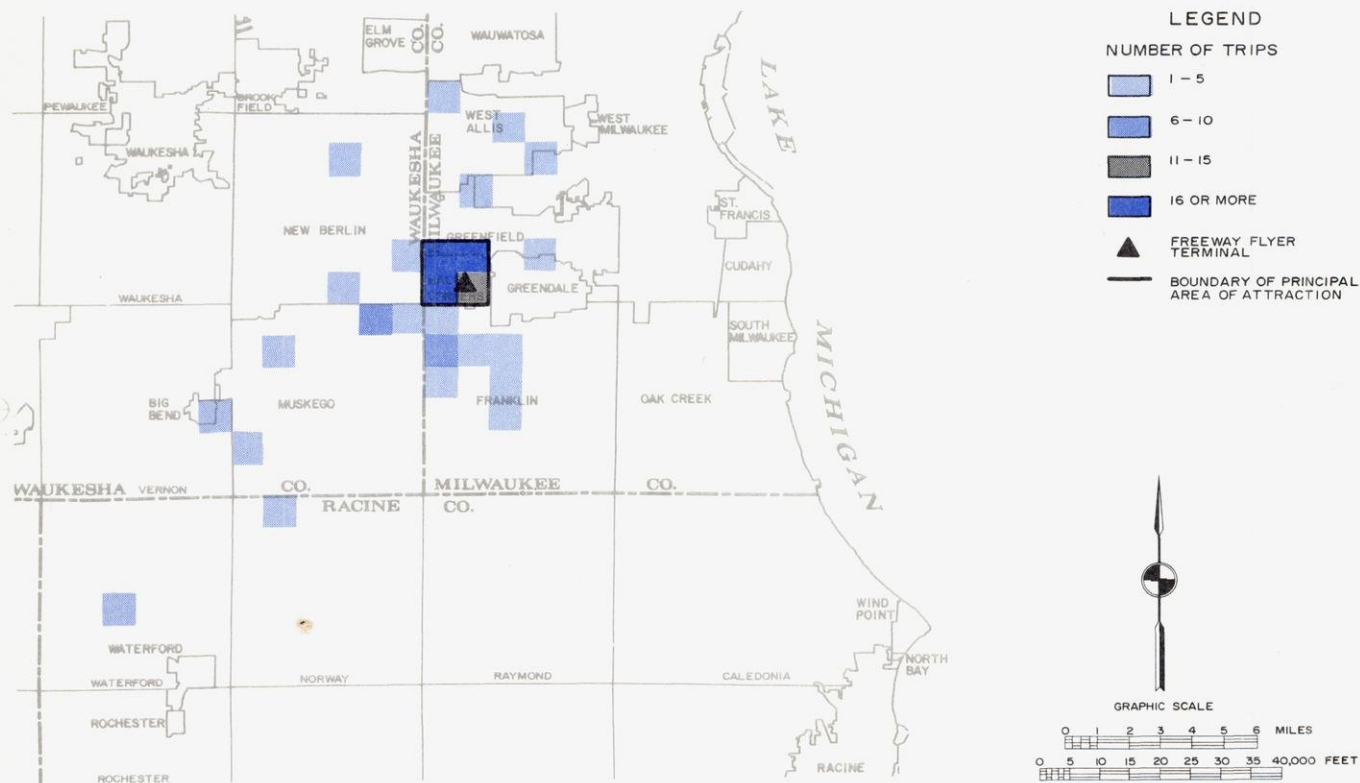 ELM
GROVE
CO.
CO.
WAUWATOSA
PEWAUKEE
BROOK
FIELD
WAUKESHA
WEST
ALLIS
WEST
MILWAUKEE
WAUKESHA
MILWAUKEE
NEW BERLIN
GREENFIELD
ST.
FRANCIS
CUDAHY
GREENDALE
WAUKESHA
SOUTH
MILWAUKEE
LAKE
MICHIGAN
BIG
BEND
MUSKEGO
FRANKLIN
OAK CREEK
WAUKESHA
VERNON
CO.
MILWAUKEE
CO.
RACINE
CO.
WIND
POINT
NORTH
BAY
WATERFORD
WATERFORD
NORWAY
RAYMOND
CALEDONIA
ROCHESTER
ROCHESTER
RACINE
LEGEND
NUMBER OF TRIPS
1 – 5
6 – 10
11 – 15
16 OR MORE
FREEWAY FLYER
TERMINAL
BOUNDARY OF PRINCIPAL
AREA OF ATTRACTION
GRAPHIC SCALE
0 1 2 3 4 5 6 MILES
0 5 10 15 20 25 30 35 40,000 FEET